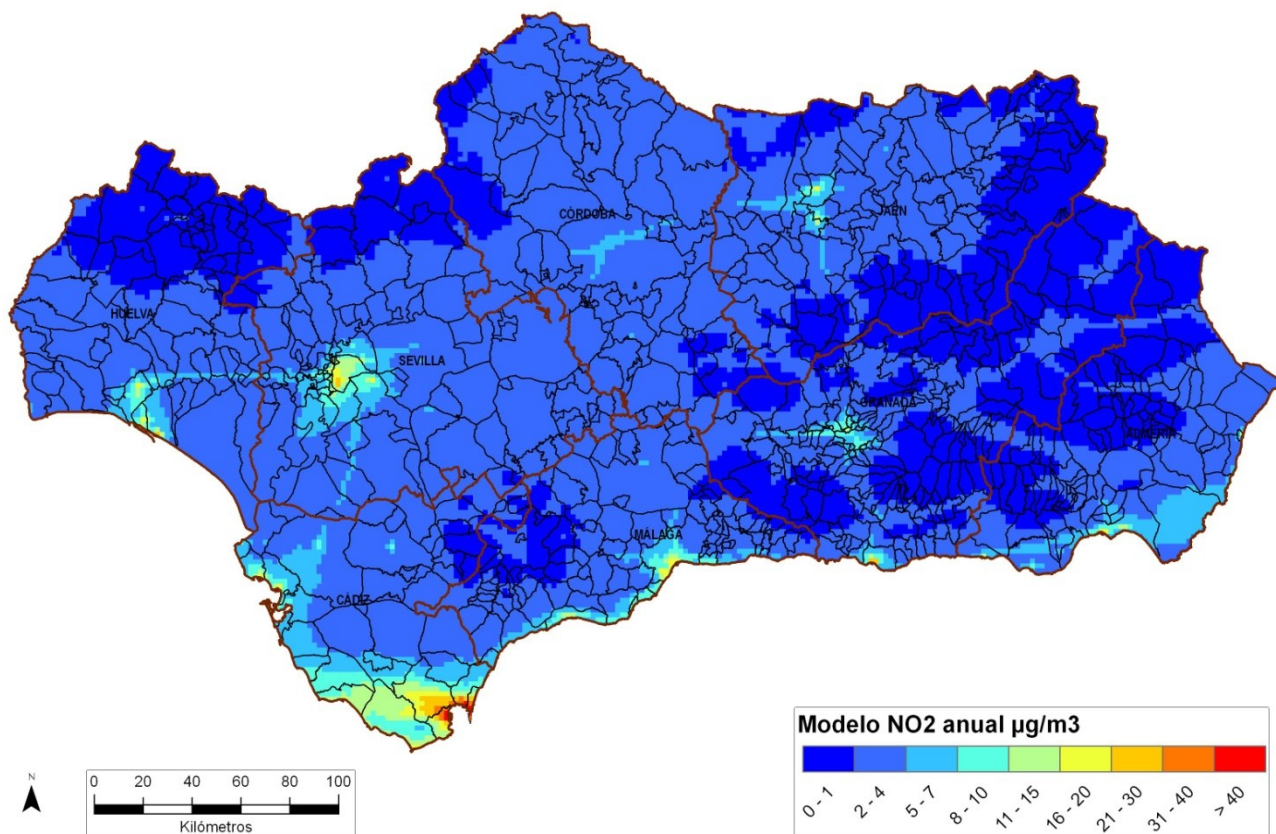 CÓRDOBA
JAÉN
HUELVA
SEVILLA
GRANADA
ALMERÍA
MÁLAGA
CÁDIZ
Modelo NO2 anual µg/m3
0 - 1
2 - 4
5 - 7
8 - 10
11 - 15
16 - 20
21 - 30
31 - 40
> 40
N
0 20 40 60 80 100
Kilómetros